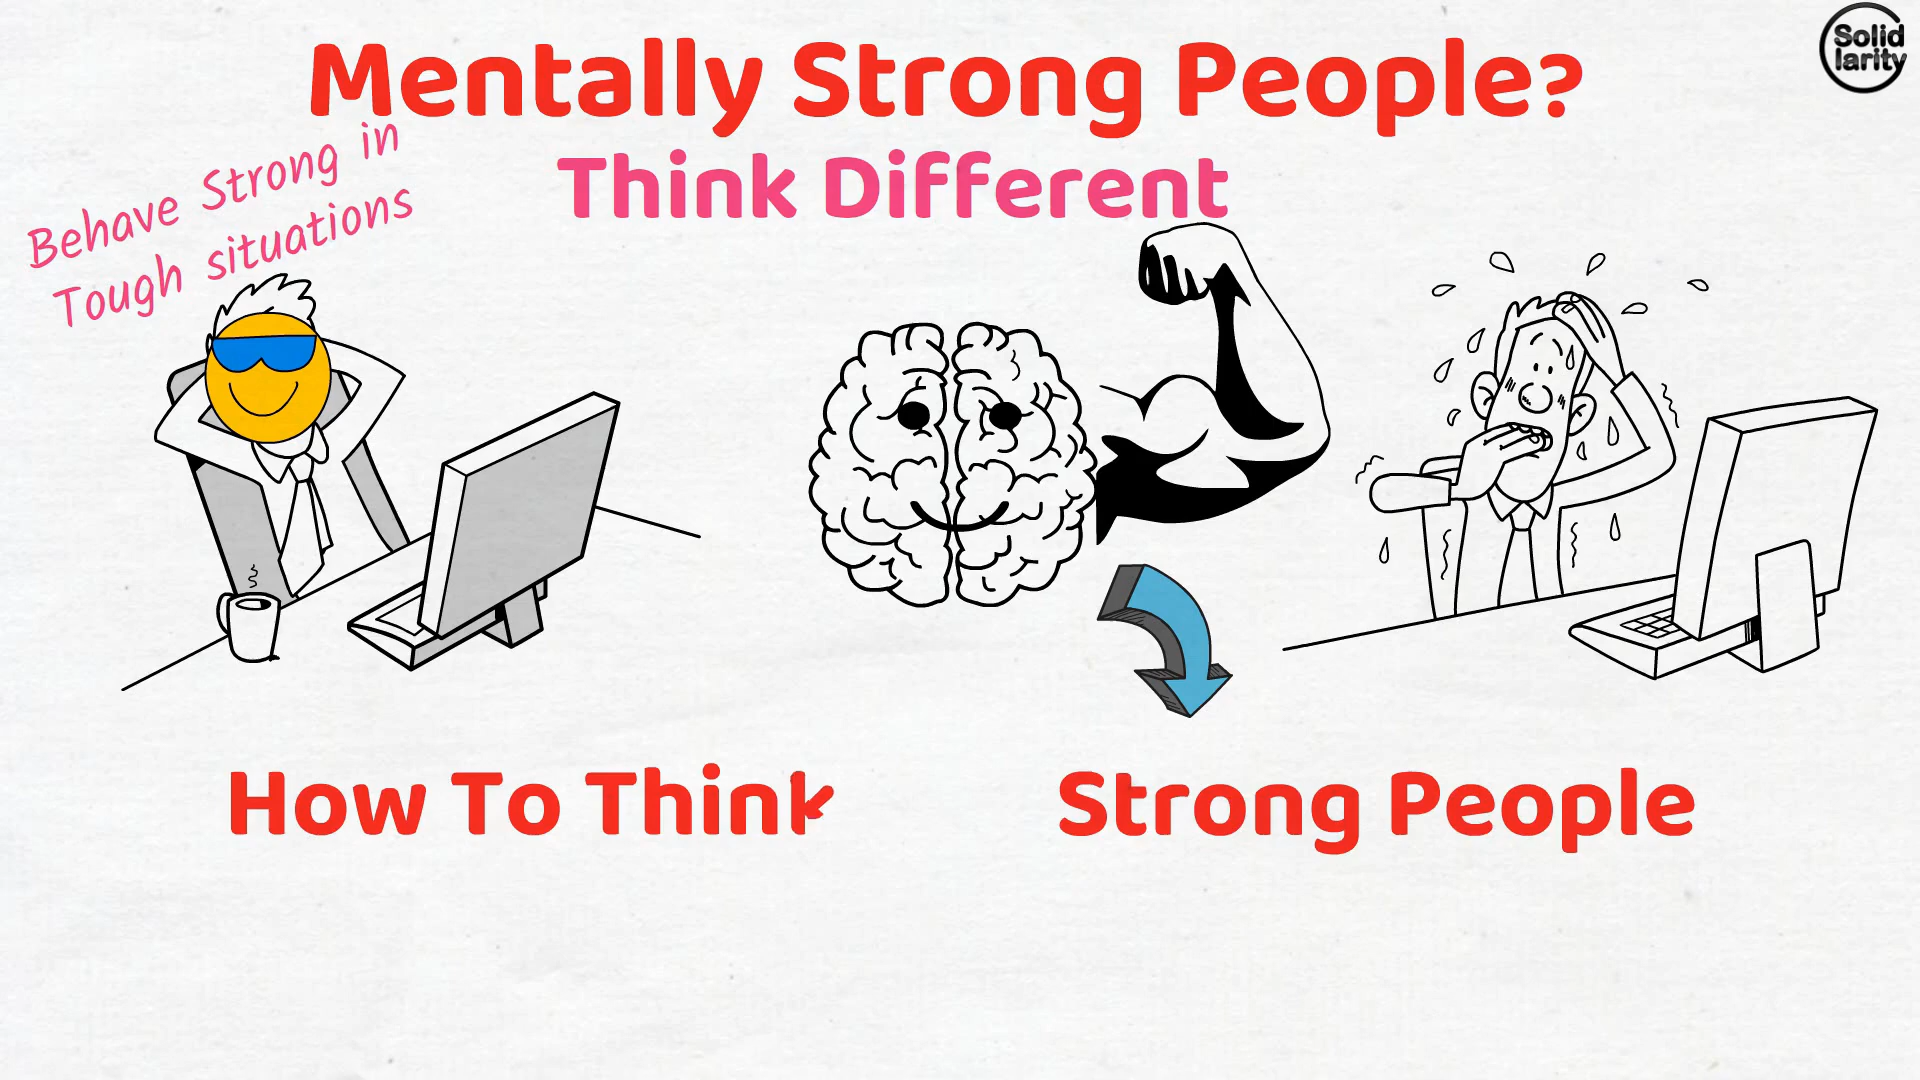 Mentally Strong People?
Think Different
Behave Strong in
Tough situations
How To Think
Strong People
Solid
larity